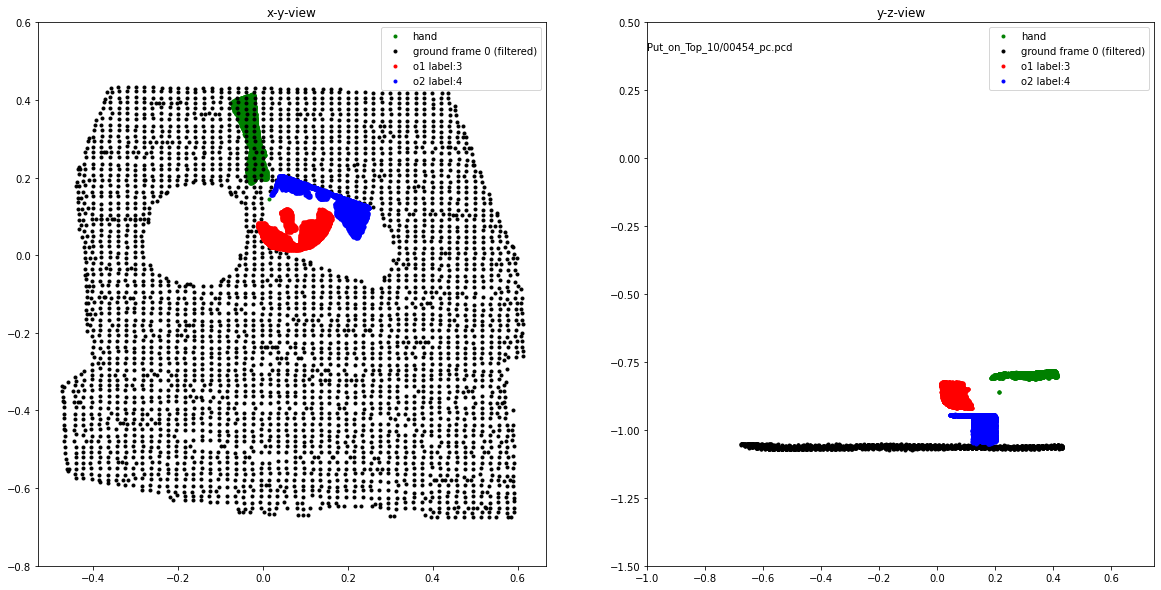 x-y-view
hand
ground frame 0 (filtered)
o1 label:3
o2 label:4
0.6
0.4
0.2
0.0
−0.2
−0.4
−0.6
−0.8
−0.4
−0.2
0.0
0.2
0.4
0.6
y-z-view
Put_on_Top_10/00454_pc.pcd
hand
ground frame 0 (filtered)
o1 label:3
o2 label:4
0.50
0.25
0.00
−0.25
−0.50
−0.75
−1.00
−1.25
−1.50
−1.0
−0.8
−0.6
−0.4
−0.2
0.0
0.2
0.4
0.6